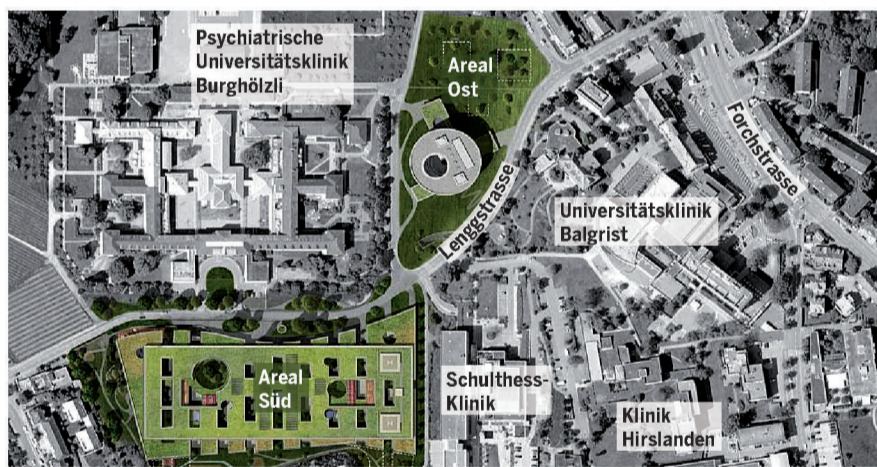 Psychiatrische
Universitätsklinik
Burghölzli
Areal
Ost
Forchstrasse
Lenggstrasse
Universitätsklinik
Balgrist
Areal
Süd
Schulthess-
Klinik
Klinik
Hirslanden